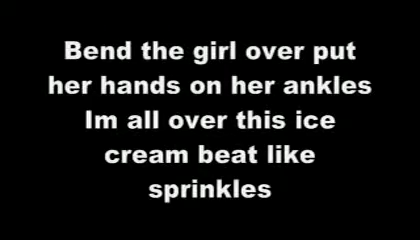 Bend the girl over put
her hands on her ankles
Im all over this ice
cream beat like
sprinkles